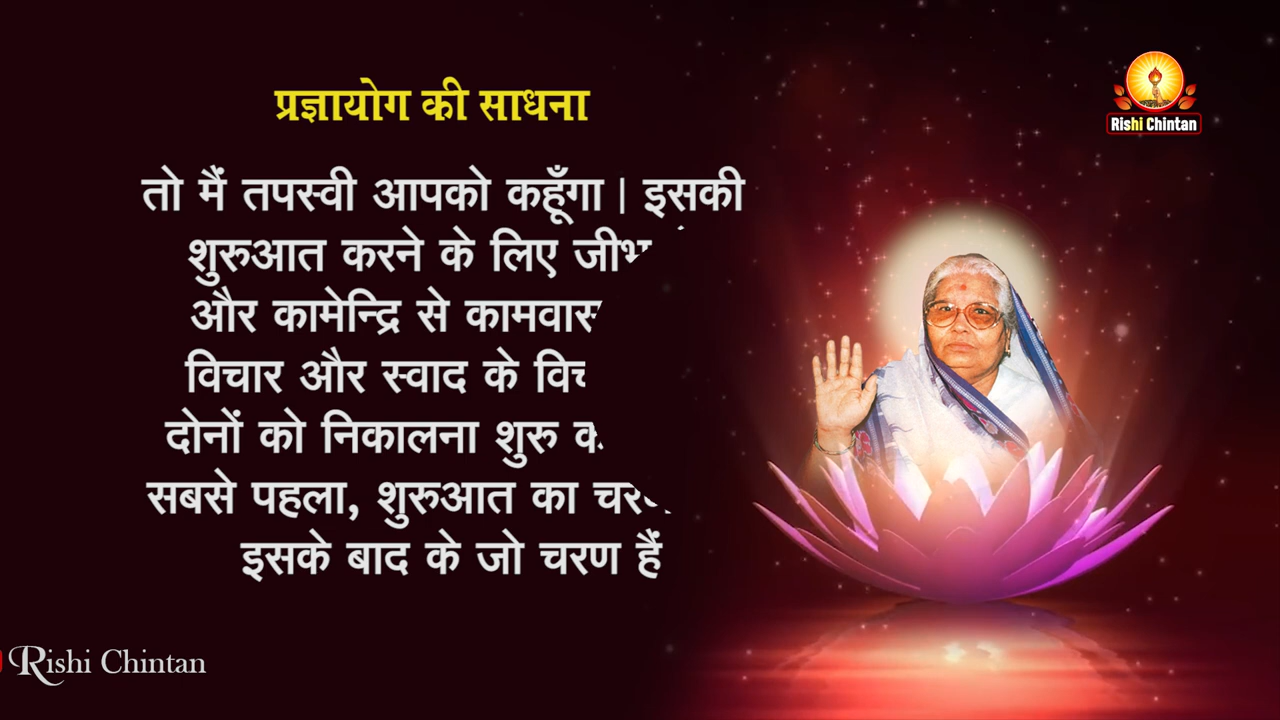 प्रज्ञायोग की साधना
Rishi Chintan
तो मैं तपस्वी आपको कहूँगा। इसकी
शुरुआत करने के लिए
और कामेन्द्रि से
विचार और स्वाद के
दोनों को निकालना शुरु
सबसे पहला, शुरुआत का
इसके बाद के जो चरण हैं
Rishi Chintan